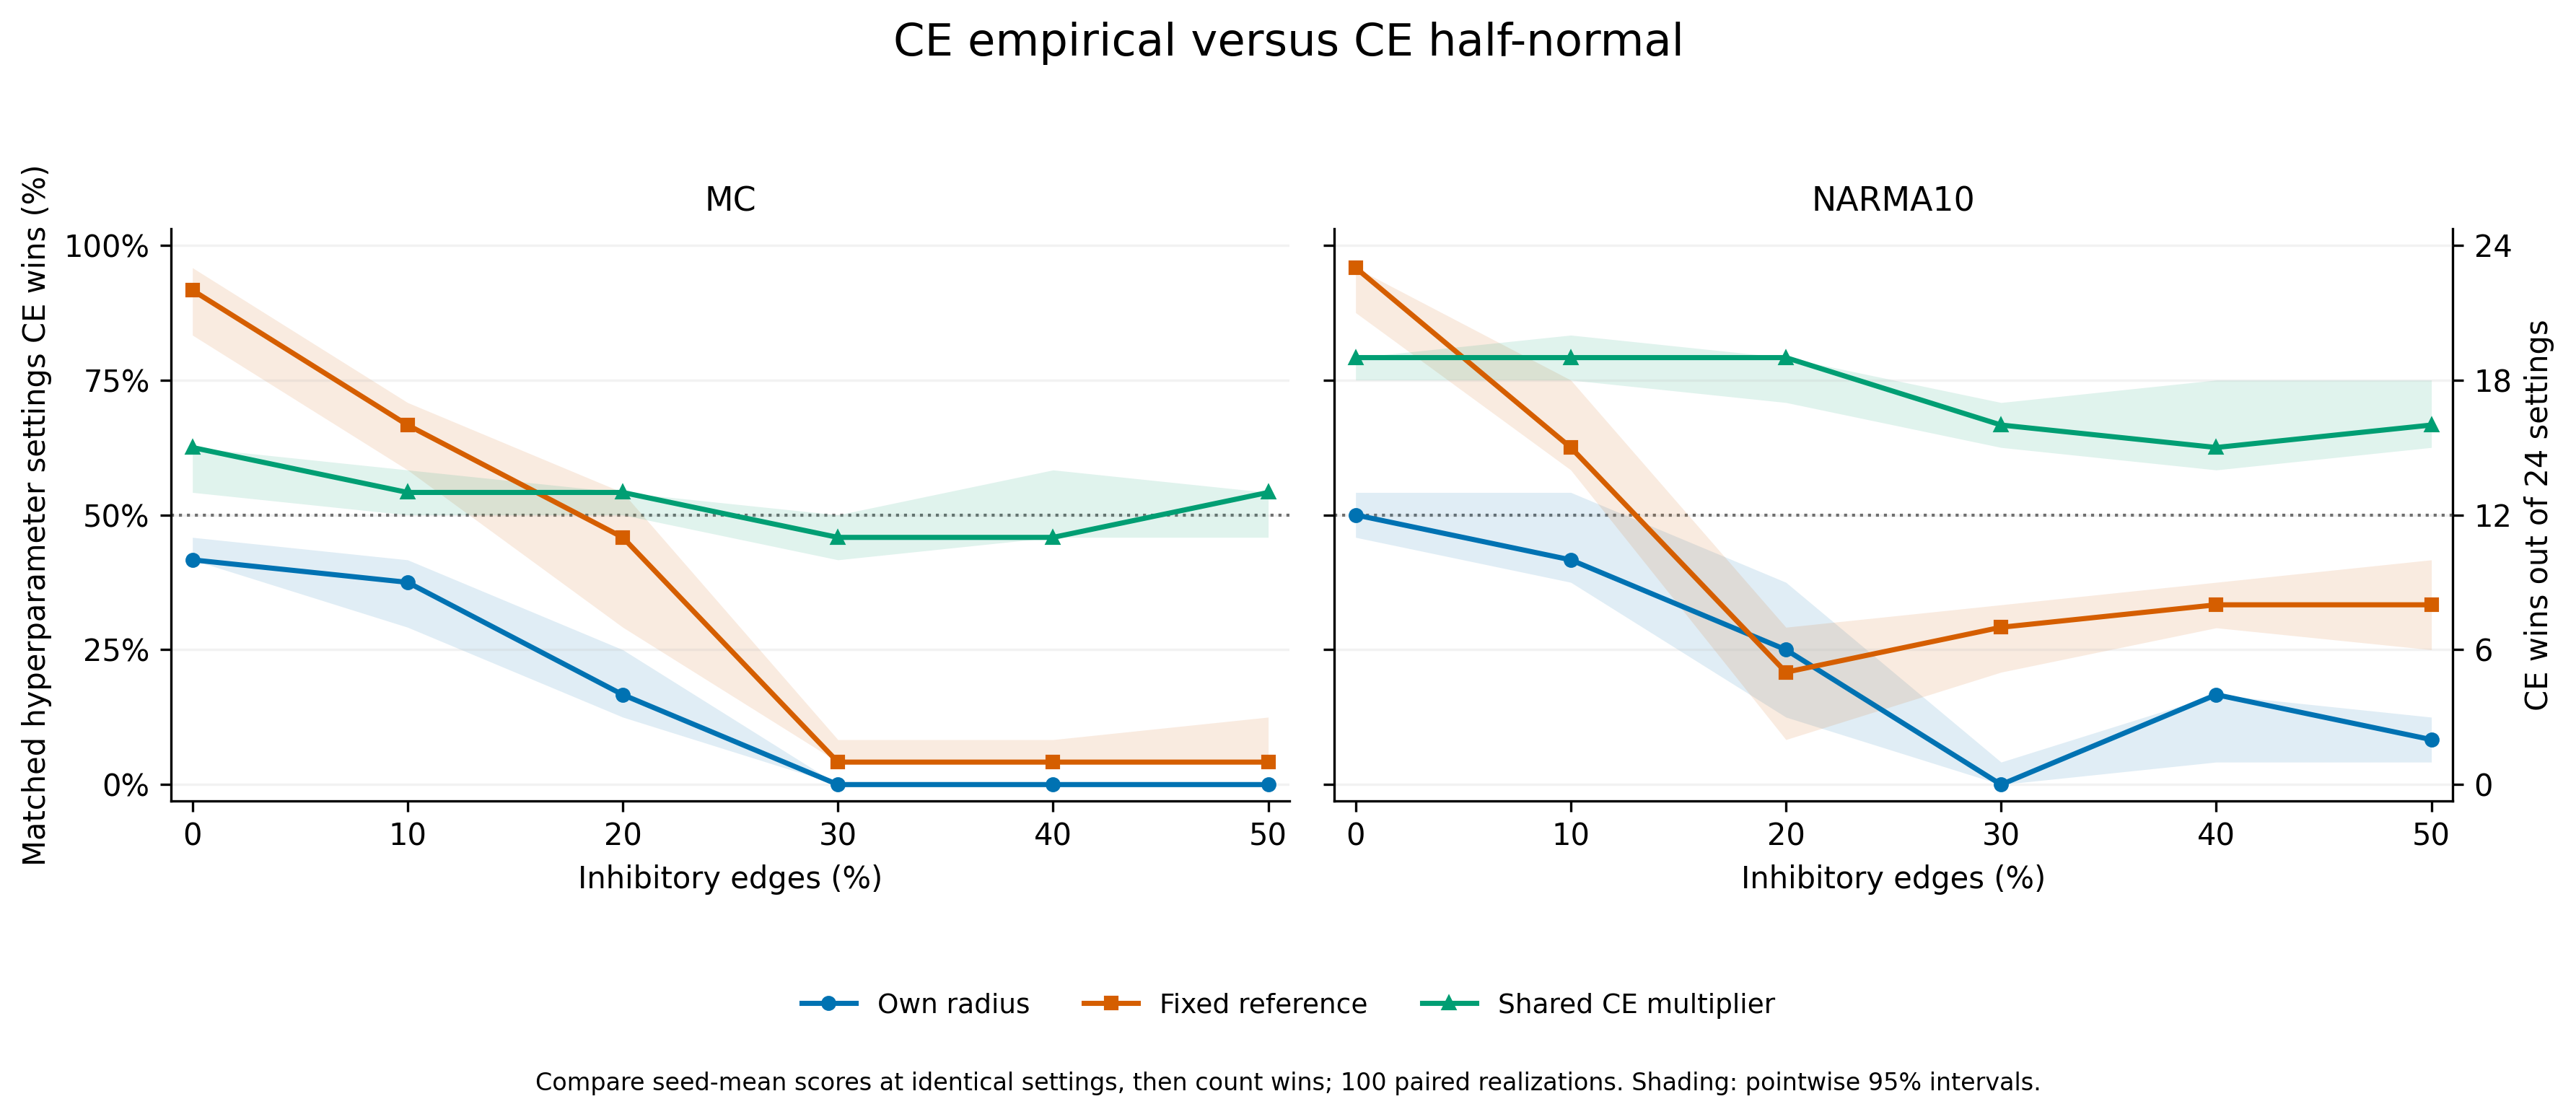 CE empirical versus CE half-normal
MC
NARMA10
Matched hyperparameter settings CE wins (%)
100%
75%
50%
25%
0%
0 10 20 30 40 50
Inhibitory edges (%)
0 10 20 30 40 50
Inhibitory edges (%)
24
18
12
6
0
CE wins out of 24 settings
Own radius Fixed reference Shared CE multiplier
Compare seed-mean scores at identical settings, then count wins; 100 paired realizations. Shading: pointwise 95% intervals.